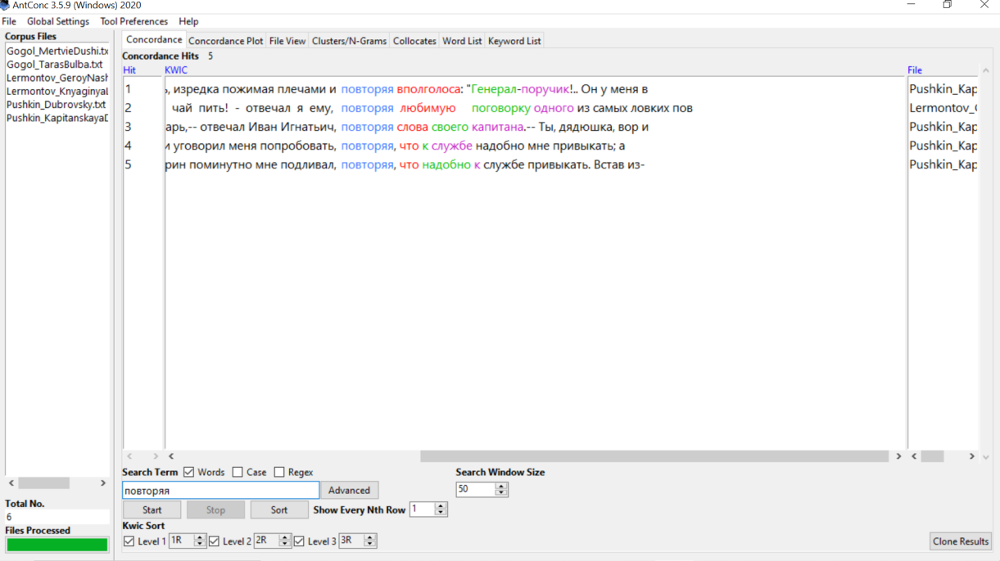 AntConc 3.5.9 (Windows) 2020
File Global Settings Tool Preferences Help
Corpus Files
Gogol_MertvieDushi.tx
Gogol_TarasBulba.txt
Lermontov_GeroyNash
Lermontov_KnyaginyaL
Pushkin_Dubrovsky.txt
Pushkin_KapitanskayaD
Total No.
6
Files Processed
Concordance Concordance Plot File View Clusters/N-Grams Collocates Word List Keyword List
Concordance Hits 5
Hit KWIC File
1 ь, изредка пожимая плечами и повторяя вполголоса: "Генерал-поручик!.. Он у меня в Pushkin_Kap
2 чай пить! - отвечал я ему, повторяя любимую поговорку одного из самых ловких пов Lermontov_(
3 арь,-- отвечал Иван Игнатьич, повторяя слова своего капитана.-- Ты, дядюшка, вор и Pushkin_Kap
4 и уговорил меня попробовать, повторяя, что к службе надобно мне привыкать; а Pushkin_Kap
5 рин поминутно мне подливал, повторяя, что надобно к службе привыкать. Встав из- Pushkin_Kap
Search Term Words Case Regex Search Window Size
повторяя Advanced 50
Start Stop Sort Show Every Nth Row 1
Kwic Sort
Level 1 1R Level 2 2R Level 3 3R Clone Results